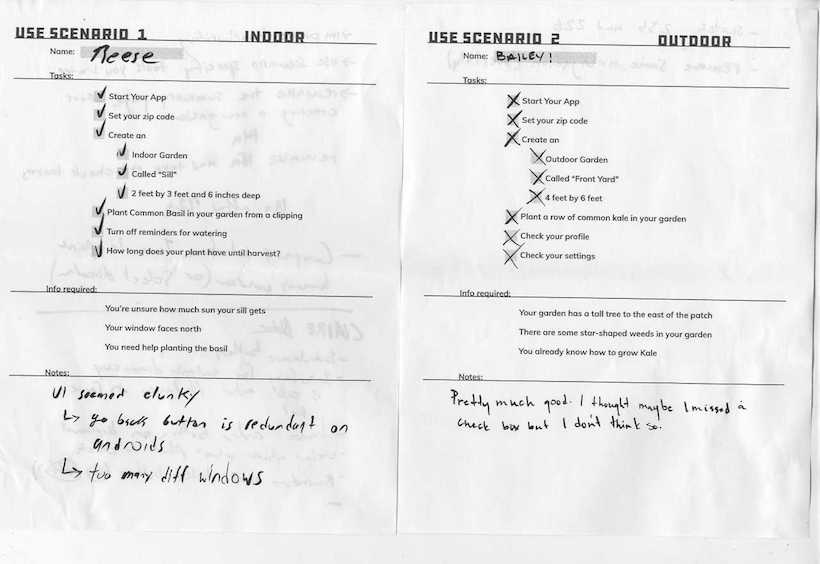 USE SCENARIO 1 INDOOR
Name: Reese
Tasks:
Start Your App
Set your zip code
Create an
Indoor Garden
Called “Sill”
2 feet by 3 feet and 6 inches deep
Plant Common Basil in your garden from a clipping
Turn off reminders for watering
How long does your plant have until harvest?
Info required:
You're unsure how much sun your sill gets
Your window faces north
You need help planting the basil
Notes:
UI seemed clunky
↳ go back button is redundant on
androids
↳ too many diff windows
USE SCENARIO 2 OUTDOOR
Name: BAILEY!
Tasks:
Start Your App
Set your zip code
Create an
Outdoor Garden
Called “Front Yard”
4 feet by 6 feet
Plant a row of common kale in your garden
Check your profile
Check your settings
Info required:
Your garden has a tall tree to the east of the patch
There are some star-shaped weeds in your garden
You already know how to grow Kale
Notes:
Pretty much good. I thought maybe I missed a
check box but I don't think so.